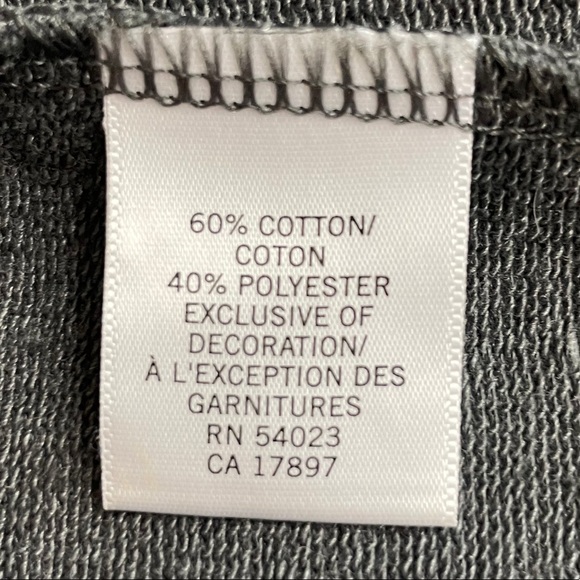 60% COTTON/
COTON
40% POLYESTER
EXCLUSIVE OF
DECORATION/
À L'EXCEPTION DES
GARNITURES
RN 54023
CA 17897